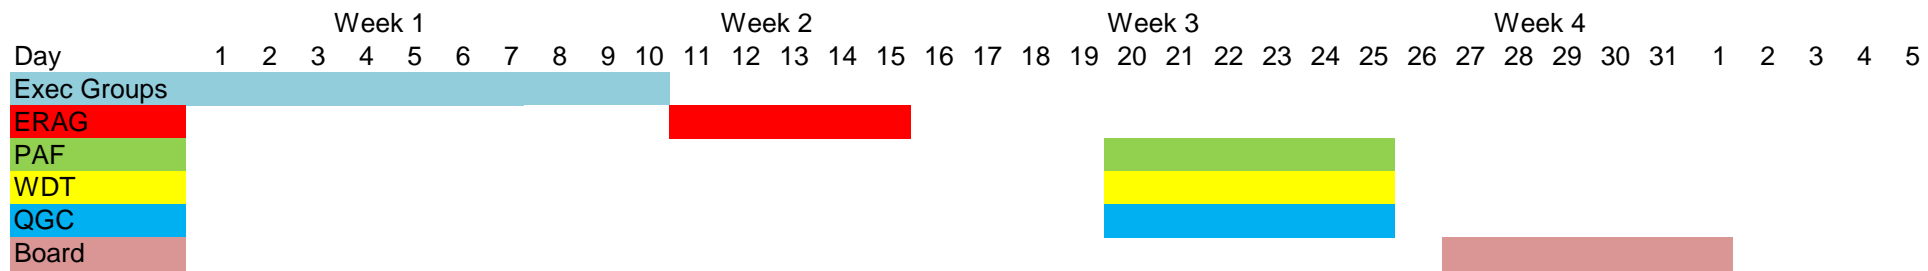 Week 1 Week 2 Week 3 Week 4
Day 1 2 3 4 5 6 7 8 9 10 11 12 13 14 15 16 17 18 19 20 21 22 23 24 25 26 27 28 29 30 31 1 2 3 4 5
Exec Groups
ERAG
PAF
WDT
QGC
Board